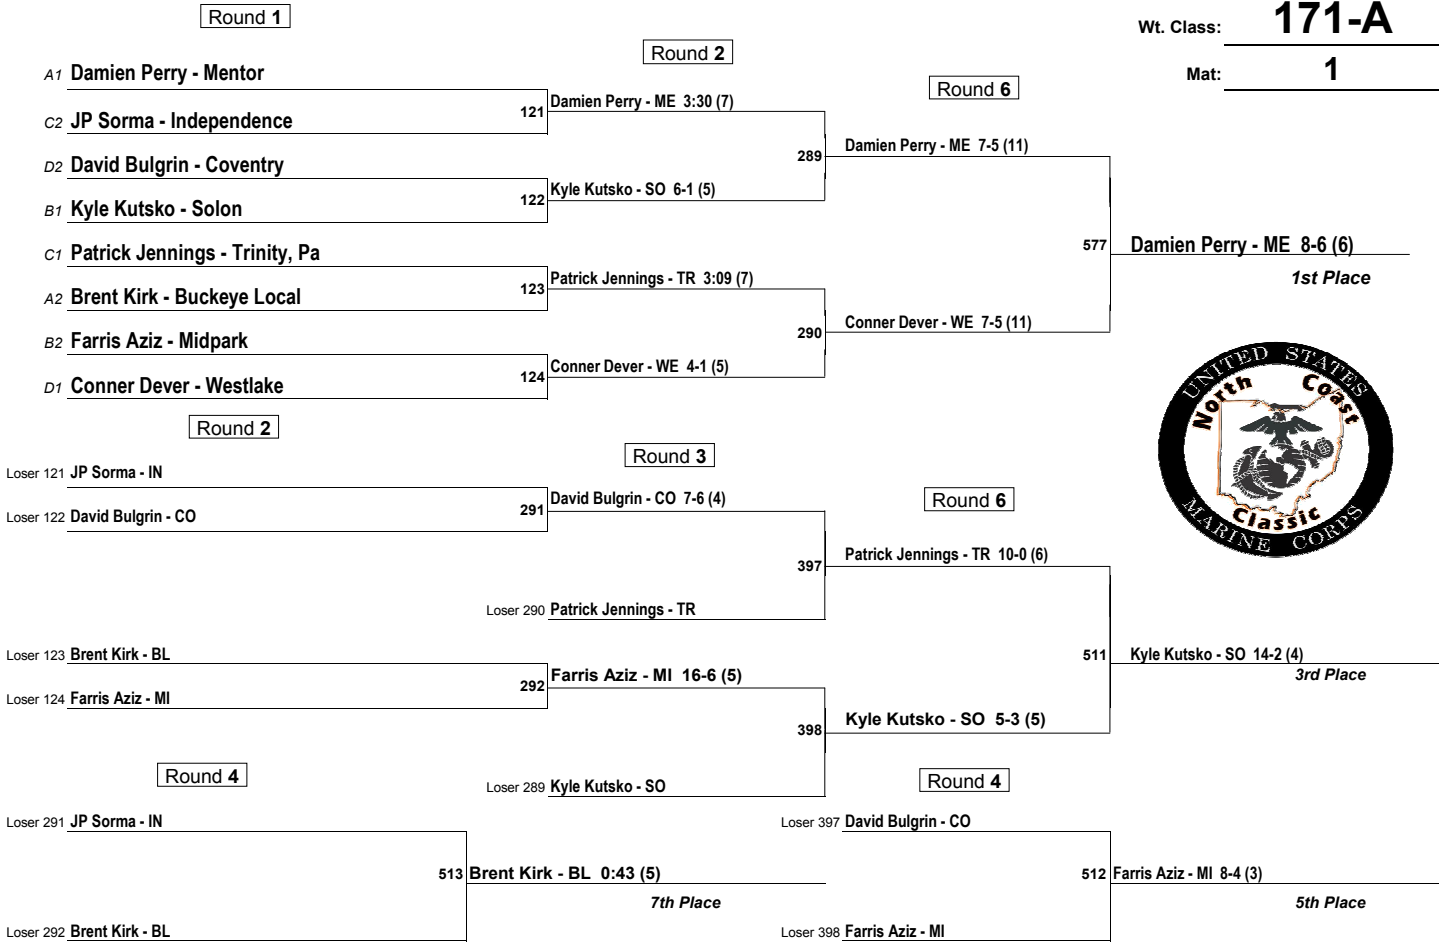 Round 1
Wt. Class: 171-A
Round 2
Mat: 1
Round 6
A1 Damien Perry - Mentor
121 Damien Perry - ME 3:30 (7)
C2 JP Sorma - Independence
289 Damien Perry - ME 7-5 (11)
D2 David Bulgrin - Coventry
122 Kyle Kutsko - SO 6-1 (5)
B1 Kyle Kutsko - Solon
577 Damien Perry - ME 8-6 (6)
1st Place
C1 Patrick Jennings - Trinity, Pa
123 Patrick Jennings - TR 3:09 (7)
A2 Brent Kirk - Buckeye Local
290 Conner Dever - WE 7-5 (11)
B2 Farris Aziz - Midpark
124 Conner Dever - WE 4-1 (5)
D1 Conner Dever - Westlake
UNITED STATES
North Coast
Classic
MARINE CORPS
Round 2
Round 3
Round 6
Loser 121 JP Sorma - IN
291 David Bulgrin - CO 7-6 (4)
Loser 122 David Bulgrin - CO
397 Patrick Jennings - TR 10-0 (6)
Loser 290 Patrick Jennings - TR
Loser 123 Brent Kirk - BL
511 Kyle Kutsko - SO 14-2 (4)
3rd Place
292 Farris Aziz - MI 16-6 (5)
Loser 124 Farris Aziz - MI
398 Kyle Kutsko - SO 5-3 (5)
Loser 289 Kyle Kutsko - SO
Round 4
Round 4
Loser 291 JP Sorma - IN
Loser 397 David Bulgrin - CO
513 Brent Kirk - BL 0:43 (5)
512 Farris Aziz - MI 8-4 (3)
7th Place
5th Place
Loser 292 Brent Kirk - BL
Loser 398 Farris Aziz - MI